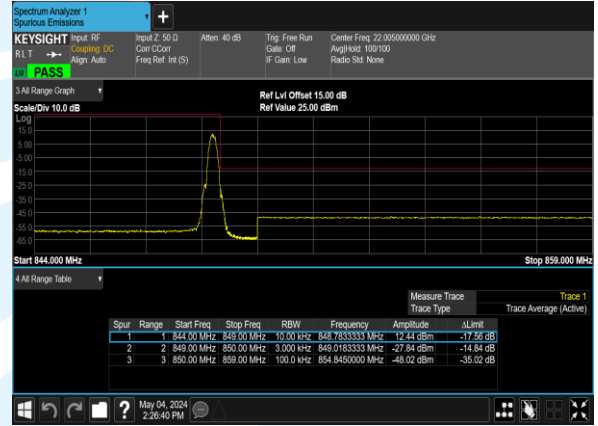 Spectrum Analyzer 1
Spurious Emissions
KEYSIGHT Input: RF Input Z: 50 Ω Atten: 40 dB Trig: Free Run Center Freq: 22.005000000 GHz
RLT Coupling: DC Corr CCorr Gate: Off Avg|Hold: 100/100
Align: Auto Freq Ref: Int (S) IF Gain: Low Radio Std: None
PASS
3 All Range Graph
Ref Lvl Offset 15.00 dB
Scale/Div 10.0 dB Ref Value 25.00 dBm
Log
15.0
5.00
-5.00
-15.0
-25.0
-35.0
-45.0
-55.0
-65.0
Start 844.000 MHz Stop 859.000 MHz
4 All Range Table
Measure Trace Trace 1
Trace Type Trace Average (Active)
Spur Range Start Freq Stop Freq RBW Frequency Amplitude ΔLimit
1 1 844.00 MHz 849.00 MHz 10.00 kHz 848.7833333 MHz 12.44 dBm -17.56 dB
2 2 849.00 MHz 850.00 MHz 3.000 kHz 849.0183333 MHz -27.84 dBm -14.84 dB
3 3 850.00 MHz 859.00 MHz 100.0 kHz 854.8450000 MHz -48.02 dBm -35.02 dB
May 04, 2024
2:26:40 PM